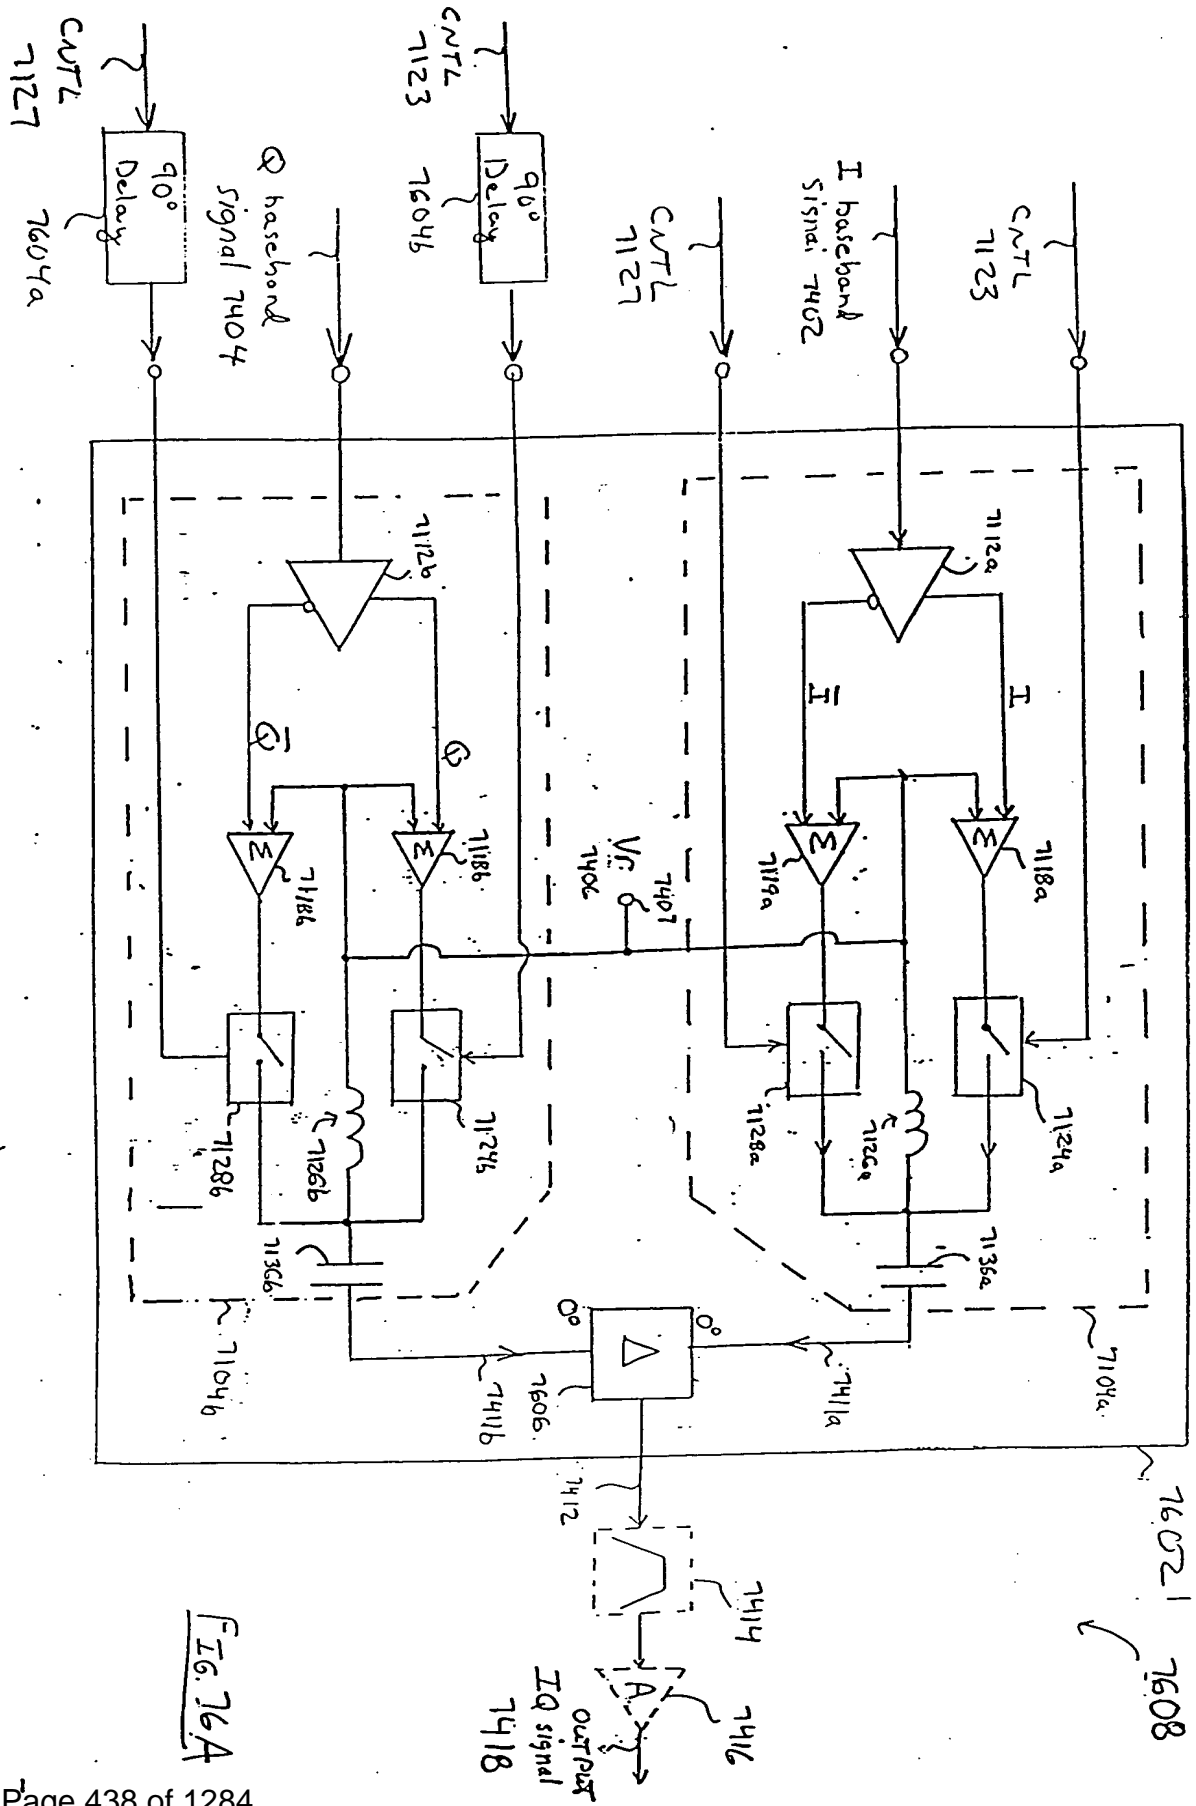 7608
7602
CNTL
7123
I baseband
signal 7402
CNTL
7127
90°
Delay
CNTL
7123
7604b
Q baseband
signal 7404
90°
Delay
CNTL
7127
7604a
7112a
I
I̅
Σ
7118a
Σ
7119a
7124a
7126a
7128a
7136a
7104a
0°
7411a
7407
Vr
7406
7112b
Q
Q̅
Σ
7118b
Σ
7118b
7124b
7126b
7128b
7136b
7104b
0°
7411b
7606
7412
7414
A
7416
OUTPUT
IQ signal
7418
FIG. 76A
Page 438 of 1284